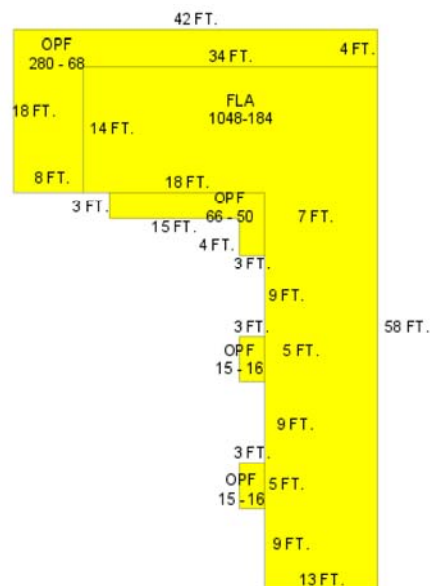 42 FT.
OPF
280 - 68
34 FT.
4 FT.
18 FT.
14 FT.
FLA
1048-184
8 FT.
18 FT.
3 FT.
OPF
66 - 50
7 FT.
15 FT.
4 FT.
3 FT.
9 FT.
3 FT.
58 FT.
OPF
15 - 16
5 FT.
9 FT.
3 FT.
OPF
15 - 16
5 FT.
9 FT.
13 FT.